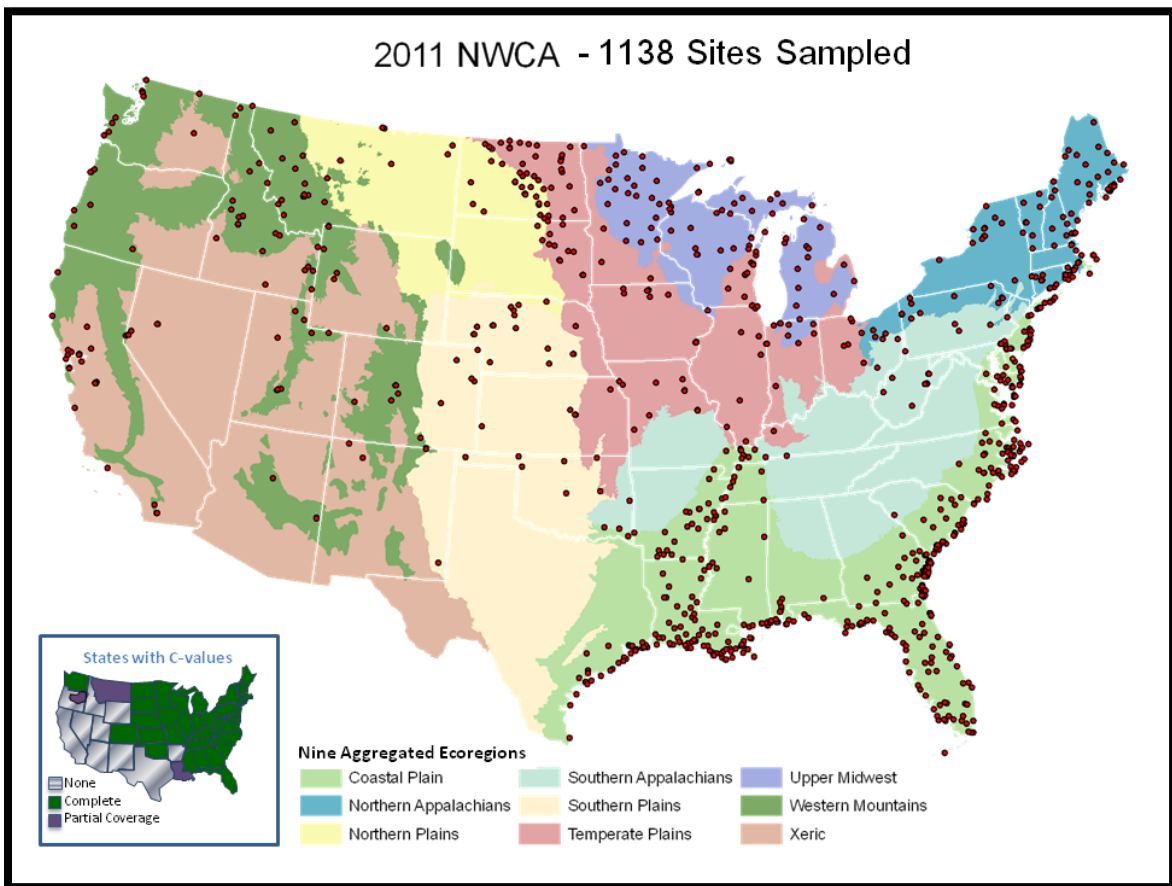 2011 NWCA - 1138 Sites Sampled
States with C-values
None
Complete
Partial Coverage
Nine Aggregated Ecoregions
Coastal Plain
Northern Appalachians
Northern Plains
Southern Appalachians
Southern Plains
Temperate Plains
Upper Midwest
Western Mountains
Xeric